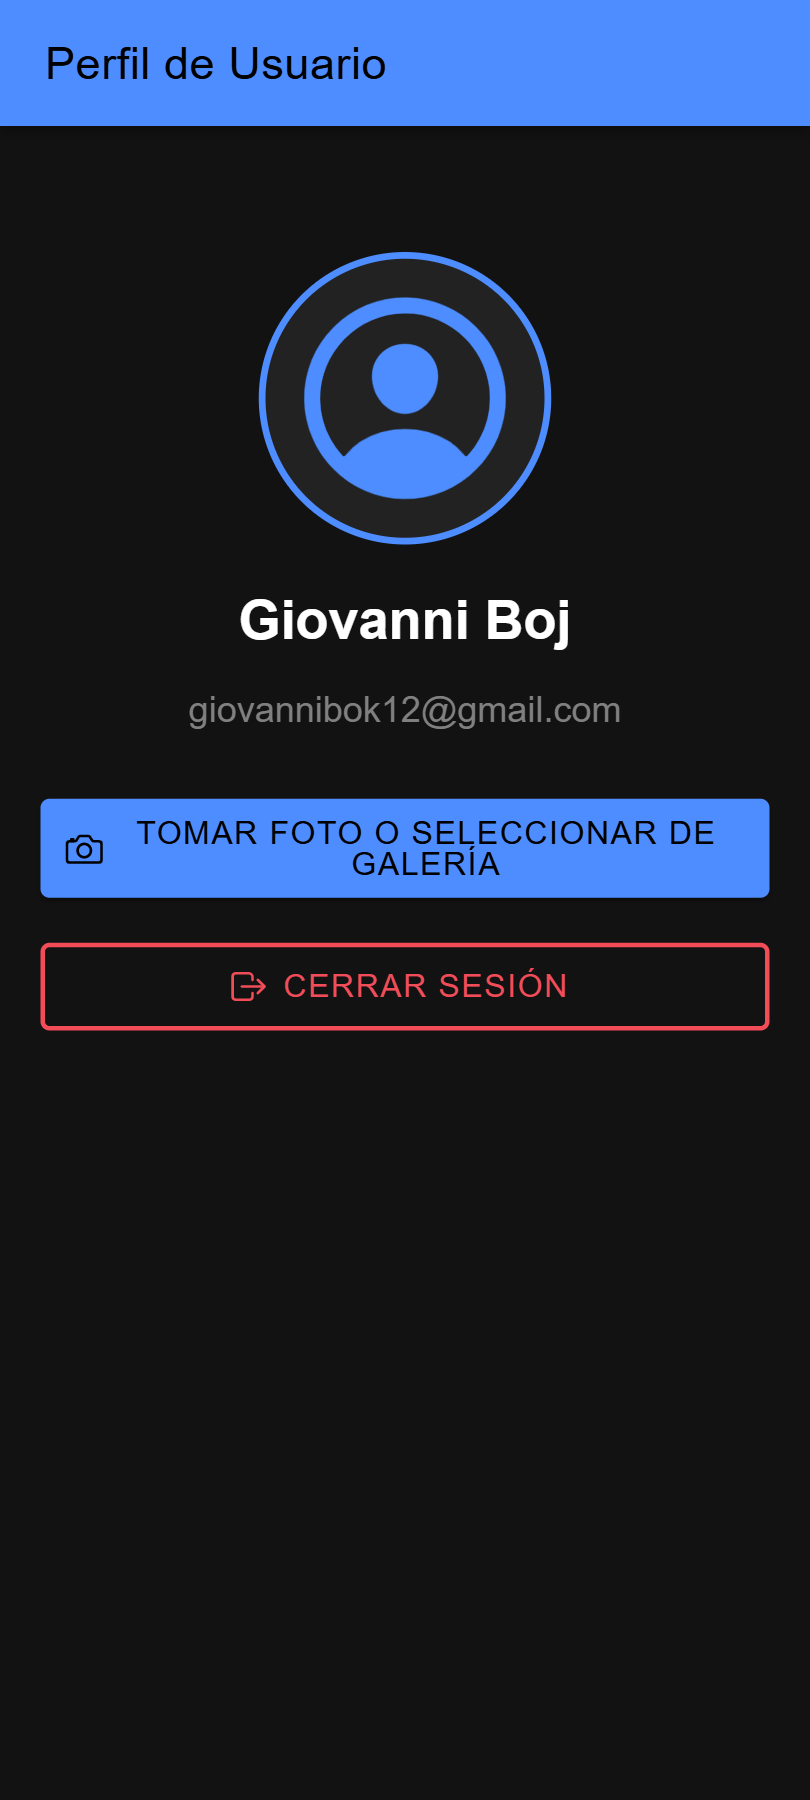 Perfil de Usuario
Giovanni Boj
giovannibok12@gmail.com
TOMAR FOTO O SELECCIONAR DE
GALERÍA
CERRAR SESIÓN